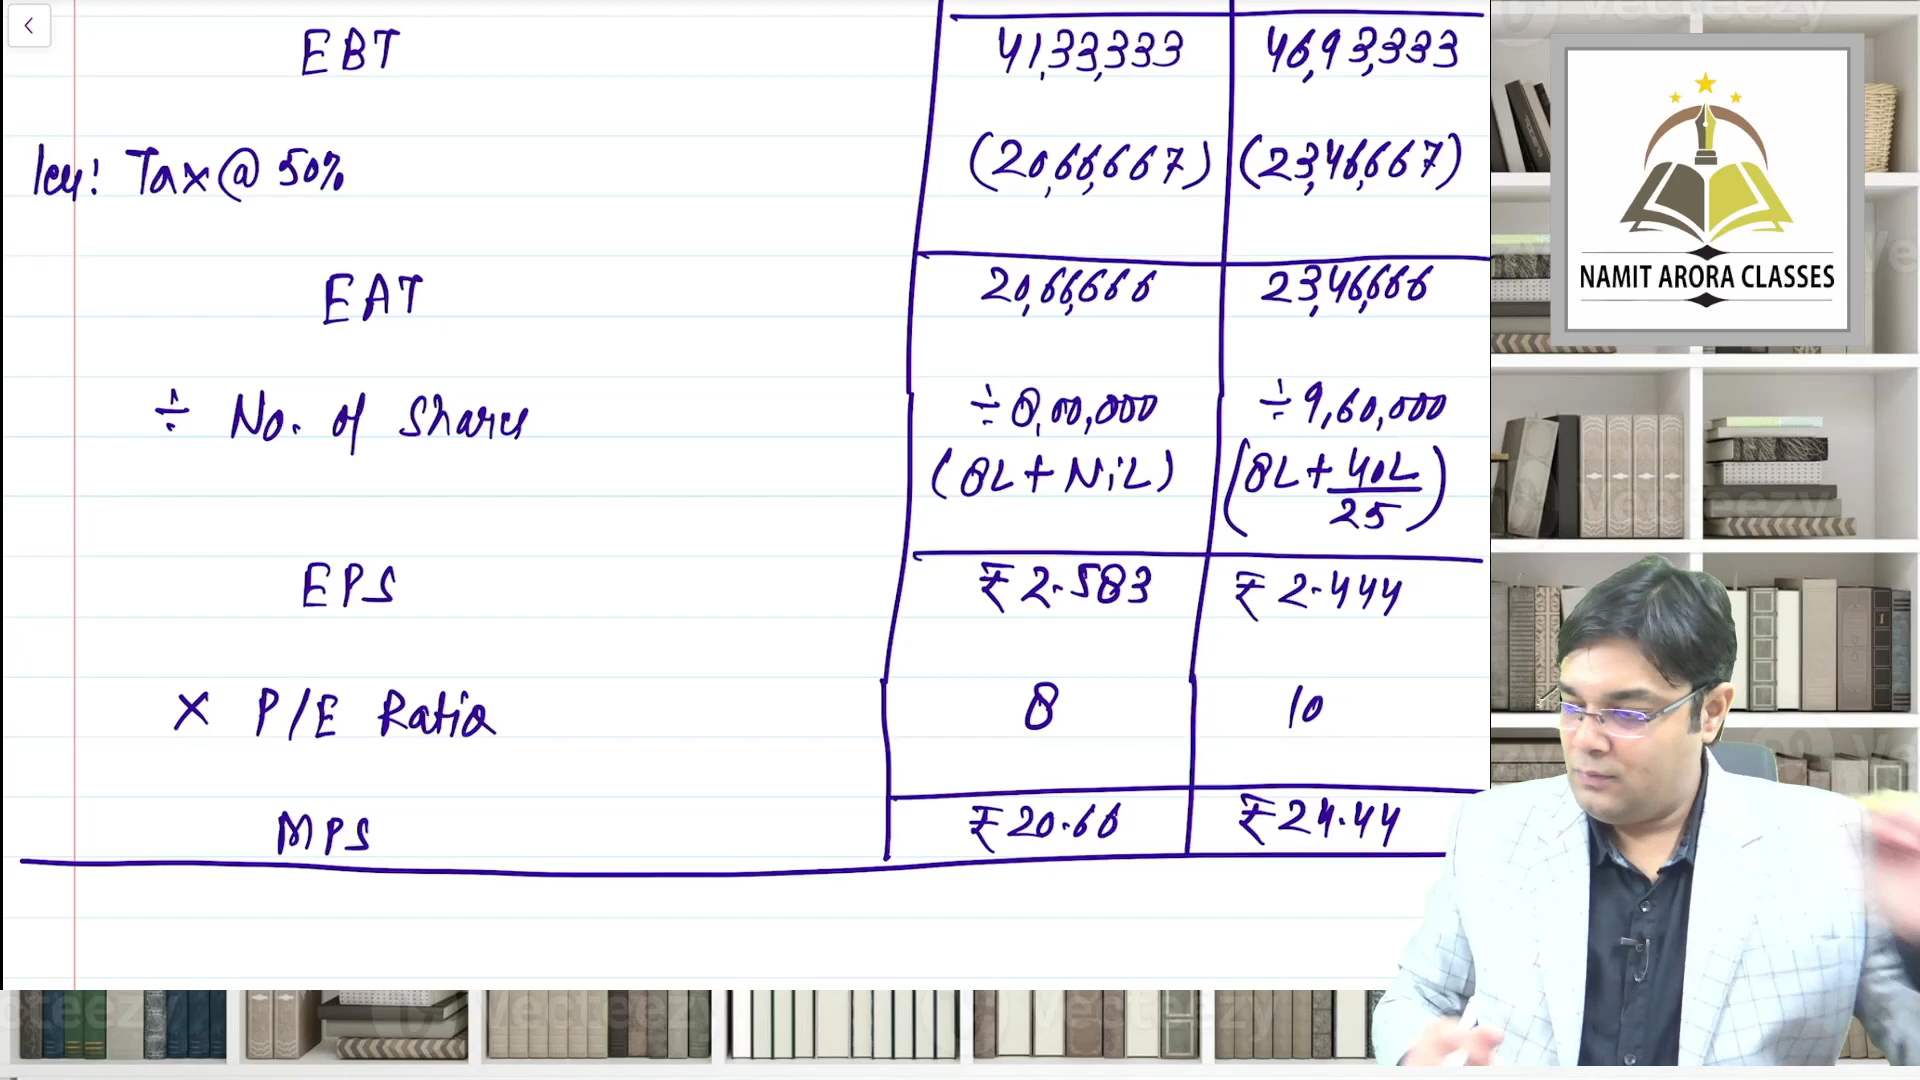 EBT 41,33,333 46,93,333
Less: Tax @ 50% (20,66,667) (23,46,667)
EAT 20,66,666 23,46,666
÷ No. of Shares ÷ 8,00,000 ÷ 9,60,000
(8L + NiL) (8L + 40L/25)
EPS ₹ 2.583 ₹ 2.444
× P/E Ratio 8 10
MPS ₹ 20.66 ₹ 24.44
NAMIT ARORA CLASSES